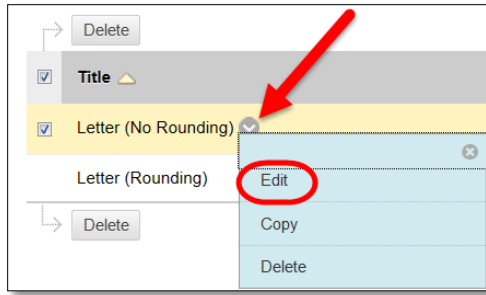 Delete
Title
Letter (No Rounding)
Letter (Rounding)
Edit
Copy
Delete
Delete